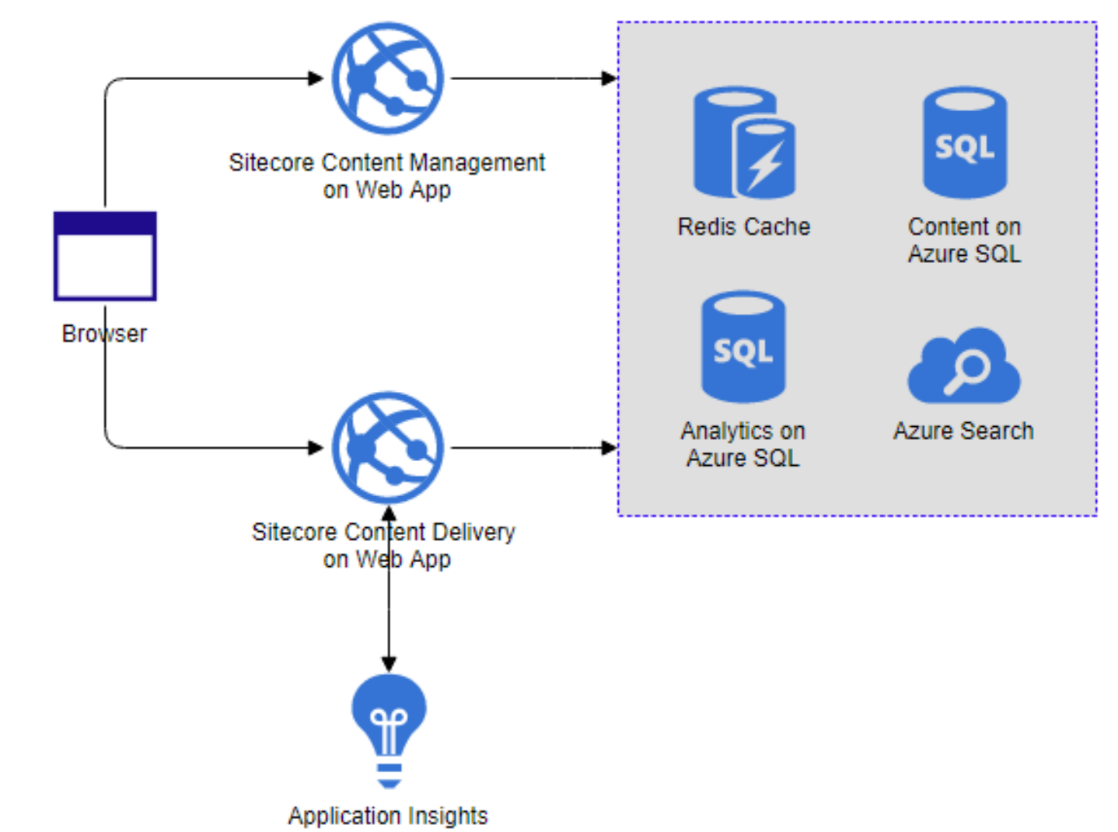 Sitecore Content Management
on Web App
SQL
Redis Cache
Content on
Azure SQL
Browser
SQL
Analytics on
Azure SQL
Azure Search
Sitecore Content Delivery
on Web App
Application Insights